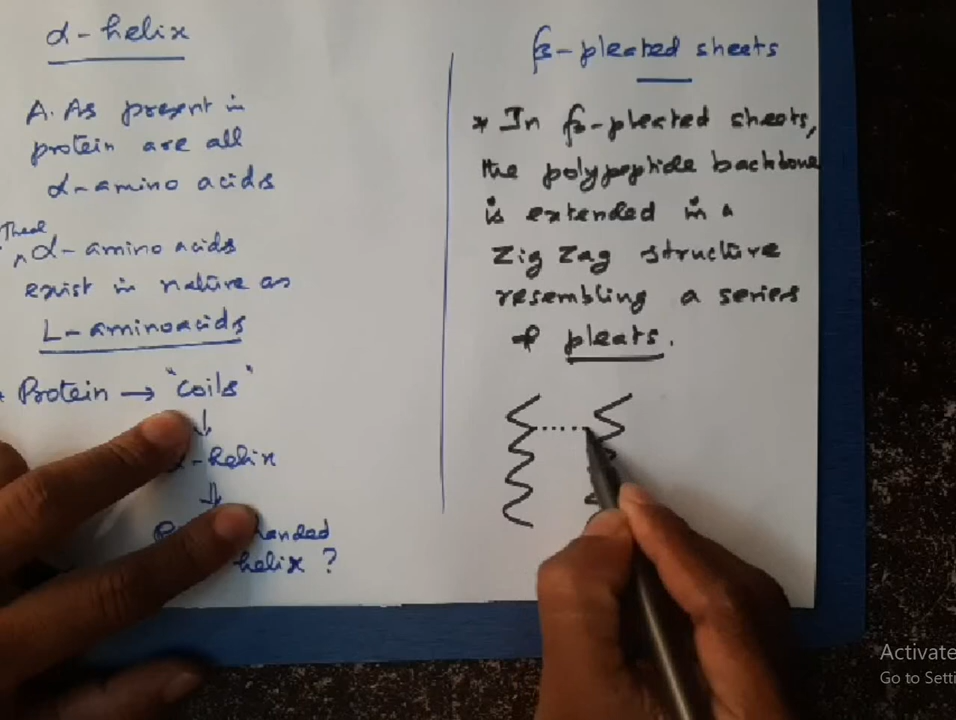 α-helix
A.As present in
protein are all
α-amino acids
These
α-amino acids
exist in nature as
L-aminoacids
Protein → "coils"
↓
-helix
↓
handed
helix ?
β-pleated sheets
* In β-pleated sheets,
the polypeptide backbone
is extended in a
Zig Zag structure
resembling a series
of pleats.
Activate
Go to Setti